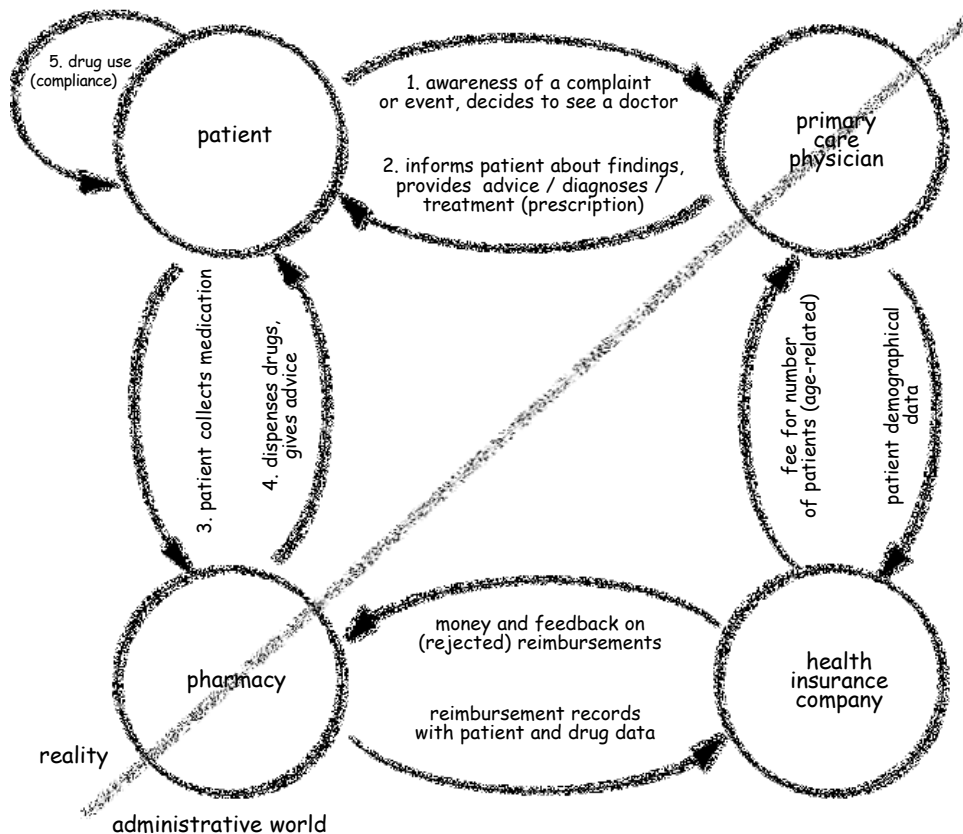 5. drug use
(compliance)
patient
1. awareness of a complaint
or event, decides to see a doctor
2. informs patient about findings,
provides advice / diagnoses /
treatment (prescription)
primary
care
physician
3. patient collects medication
4. dispenses drugs,
gives advice
fee for number
of patients (age-related)
patient demographical
data
pharmacy
money and feedback on
(rejected) reimbursements
reimbursement records
with patient and drug data
health
insurance
company
reality
administrative world